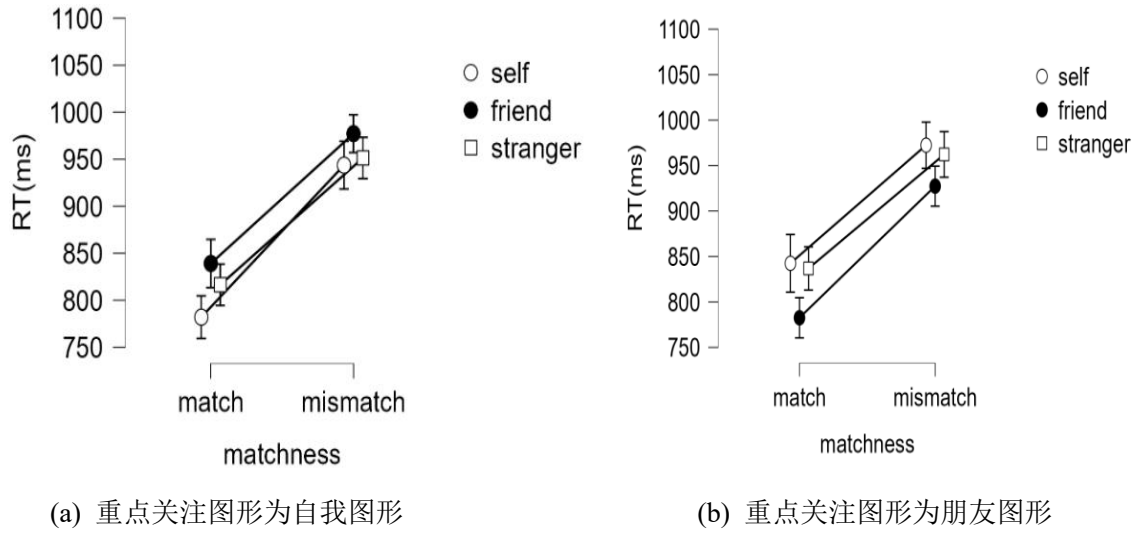 1100
1050
1000
950
900
850
800
750
RT(ms)
self
friend
stranger
match
mismatch
matchness
(a) 重点关注图形为自我图形
1100
1050
1000
950
900
850
800
750
RT(ms)
self
friend
stranger
match
mismatch
matchness
(b) 重点关注图形为朋友图形